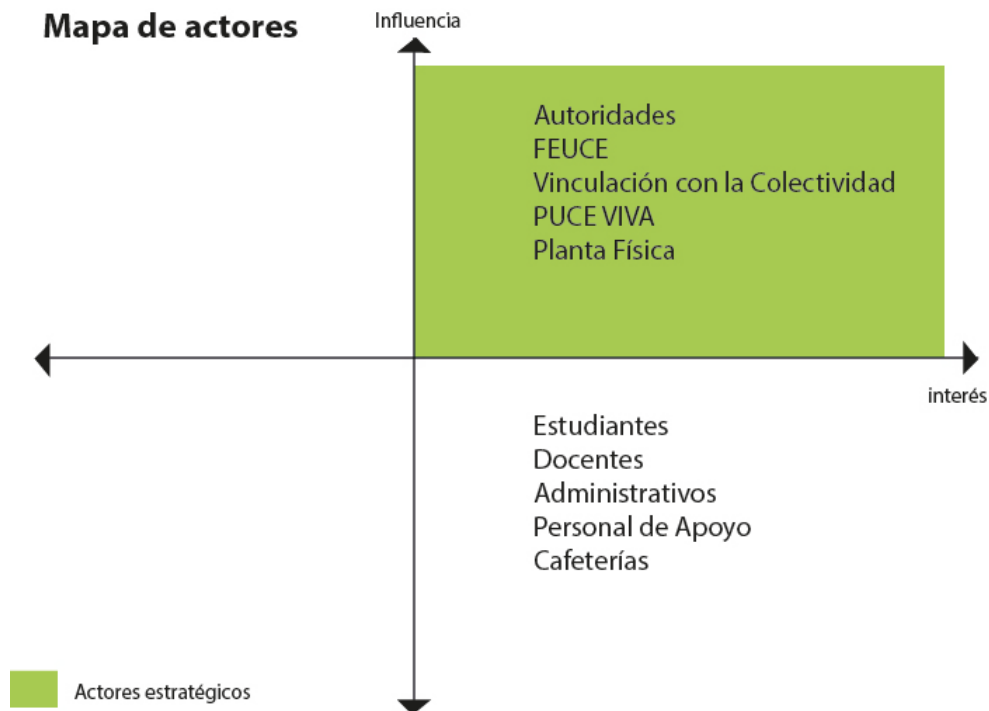 Mapa de actores
Influencia
Autoridades
FEUCE
Vinculación con la Colectividad
PUCE VIVA
Planta Física
interés
Estudiantes
Docentes
Administrativos
Personal de Apoyo
Cafeterías
Actores estratégicos